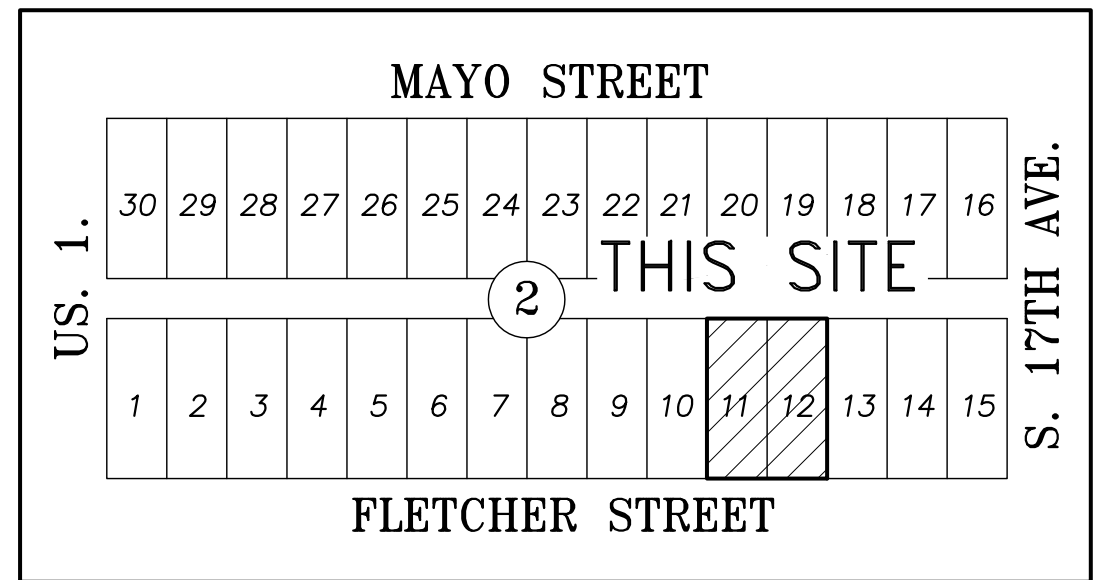 MAYO STREET
30 29 28 27 26 25 24 23 22 21 20 19 18 17 16
US. 1.
S. 17TH AVE.
THIS SITE
2
1 2 3 4 5 6 7 8 9 10 11 12 13 14 15
FLETCHER STREET